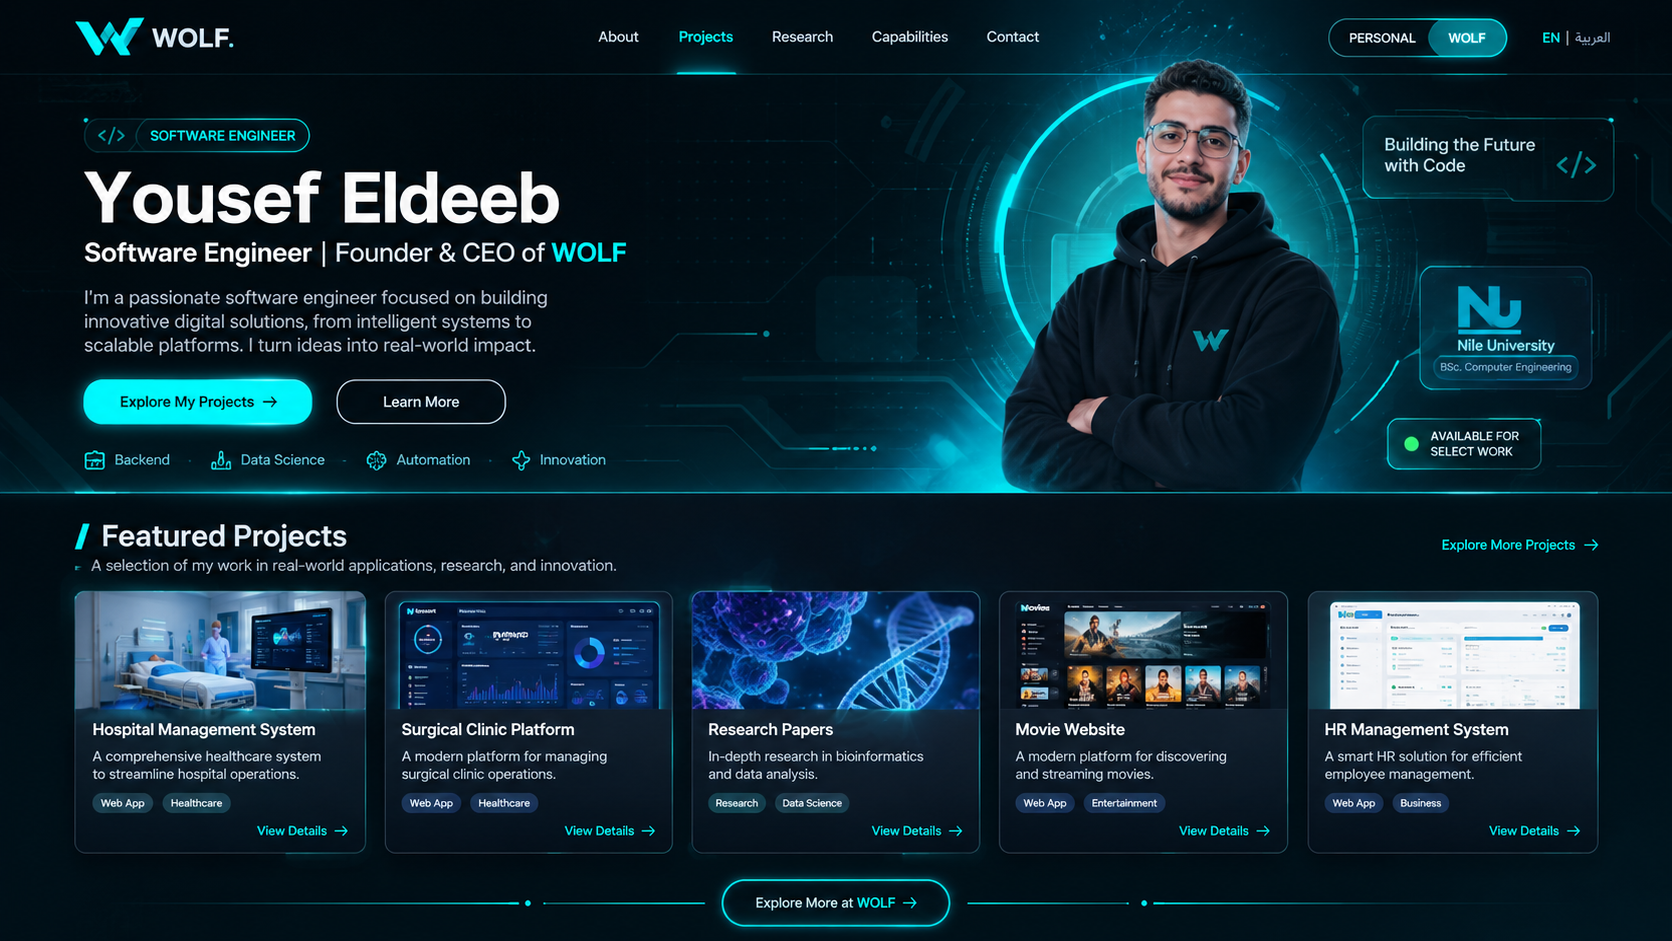 WOLF.
About
Projects
Research
Capabilities
Contact
PERSONAL
WOLF
EN | العربية
</> SOFTWARE ENGINEER
Yousef Eldeeb
Software Engineer | Founder & CEO of WOLF
I'm a passionate software engineer focused on building
innovative digital solutions, from intelligent systems to
scalable platforms. I turn ideas into real-world impact.
Explore My Projects →
Learn More
Backend
Data Science
Automation
Innovation
Building the Future
with Code
</>
NU
Nile University
BSc. Computer Engineering
AVAILABLE FOR
SELECT WORK
Featured Projects
A selection of my work in real-world applications, research, and innovation.
Explore More Projects →
Hospital Management System
A comprehensive healthcare system
to streamline hospital operations.
Web App
Healthcare
View Details →
Surgical Clinic Platform
A modern platform for managing
surgical clinic operations.
Web App
Healthcare
View Details →
Research Papers
In-depth research in bioinformatics
and data analysis.
Research
Data Science
View Details →
Movies
Movie Website
A modern platform for discovering
and streaming movies.
Web App
Entertainment
View Details →
HR Management System
A smart HR solution for efficient
employee management.
Web App
Business
View Details →
Explore More at WOLF →